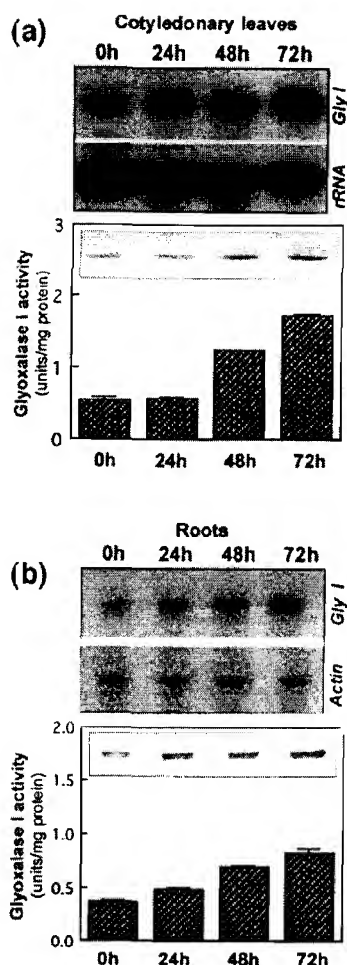 (a)
Cotyledonary leaves
0h 24h 48h 72h
Gly I
rRNA
Glyoxalase I activity
(units/mg protein)
3
2
1
0
0h 24h 48h 72h
(b)
Roots
0h 24h 48h 72h
Gly I
Actin
Glyoxalase I activity
(units/mg protein)
2.0
1.5
1.0
0.5
0.0
0h 24h 48h 72h